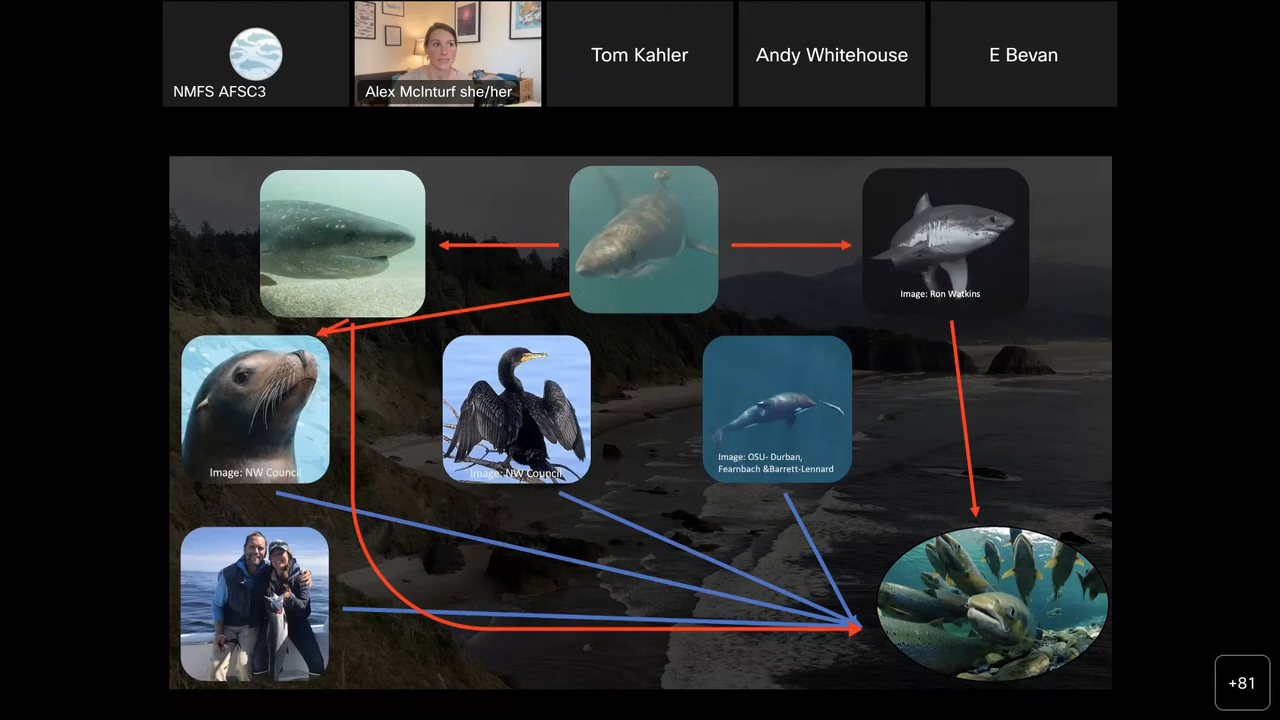 NMFS AFSC3
Alex McInturf she/her
Tom Kahler
Andy Whitehouse
E Bevan
Image: Ron Watkins
Image: NW Council
Image: NW Council
Image: OSU- Durban,
Fearnbach &Barrett-Lennard
+81